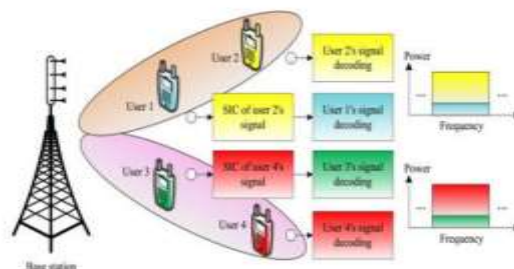 User 2
User 2's signal
decoding
Power
User 1
SIC of user 2's
signal
User 1's signal
decoding
Frequency
User 3
SIC of user 4's
signal
User 3's signal
decoding
Power
User 4
User 4's signal
decoding
Frequency
Base station